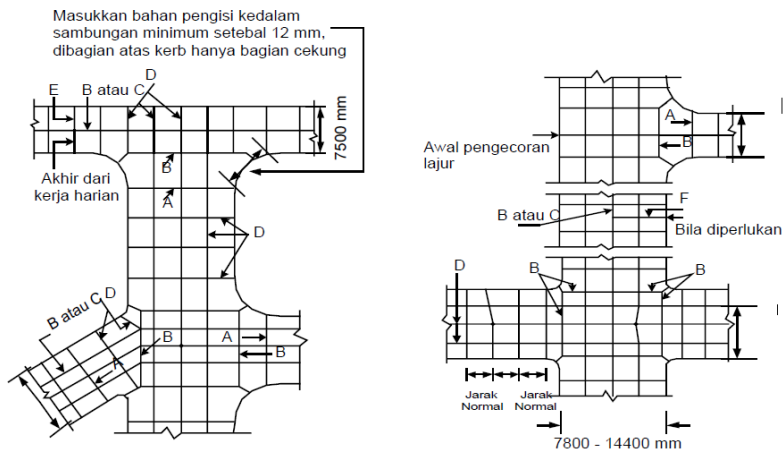 Masukkan bahan pengisi kedalam
sambungan minimum setebal 12 mm,
dibagian atas kerb hanya bagian cekung
D
E
B atau C
7500 mm
Akhir dari
kerja harian
B
A
D
B atau C
D
A
B
A
B
A
B
Awal pengecoran
lajur
F
B atau C
Bila diperlukan
D
B
B
Jarak
Normal
Jarak
Normal
7800 - 14400 mm